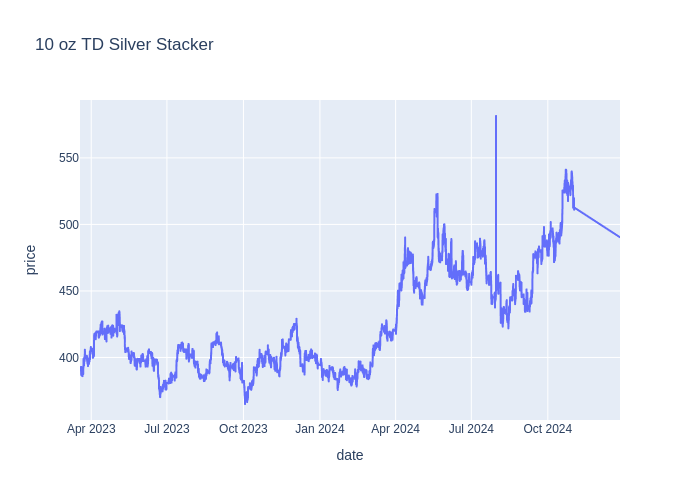 10 oz TD Silver Stacker
price
550
500
450
400
Apr 2023
Jul 2023
Oct 2023
Jan 2024
Apr 2024
Jul 2024
Oct 2024
date